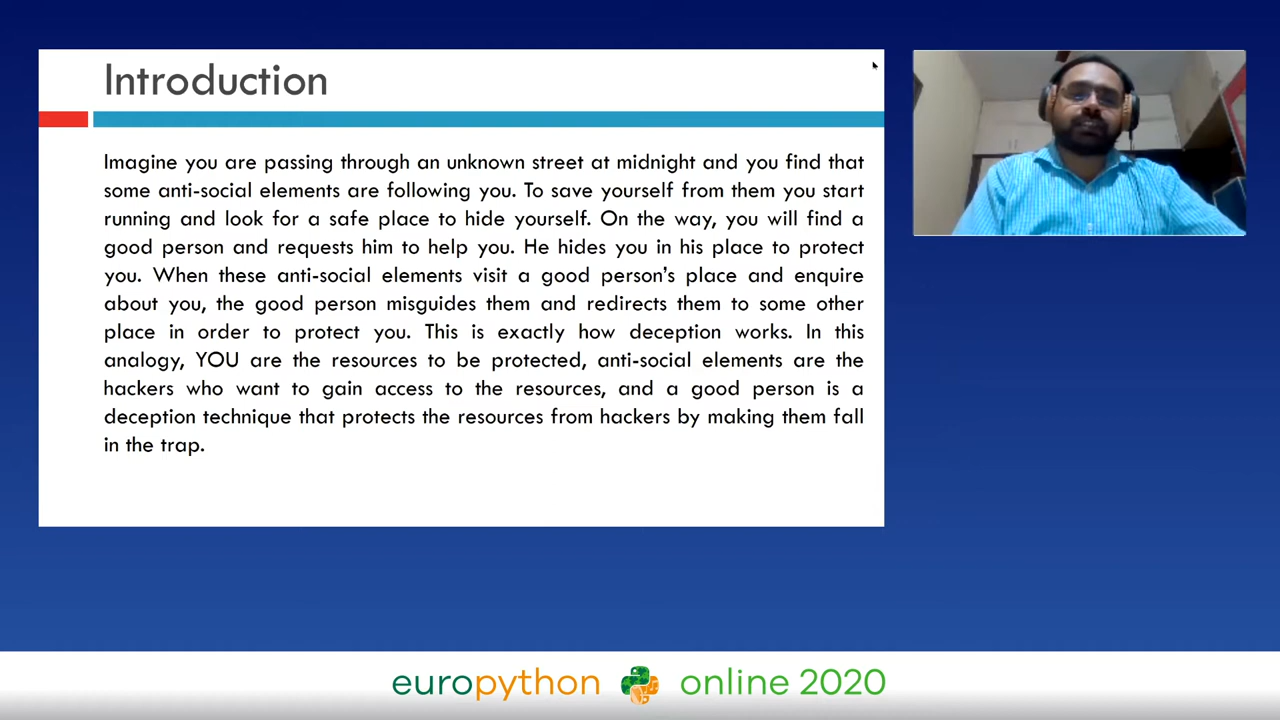 Introduction
Imagine you are passing through an unknown street at midnight and you find that
some anti-social elements are following you. To save yourself from them you start
running and look for a safe place to hide yourself. On the way, you will find a
good person and requests him to help you. He hides you in his place to protect
you. When these anti-social elements visit a good person's place and enquire
about you, the good person misguides them and redirects them to some other
place in order to protect you. This is exactly how deception works. In this
analogy, YOU are the resources to be protected, anti-social elements are the
hackers who want to gain access to the resources, and a good person is a
deception technique that protects the resources from hackers by making them fall
in the trap.
europython online 2020